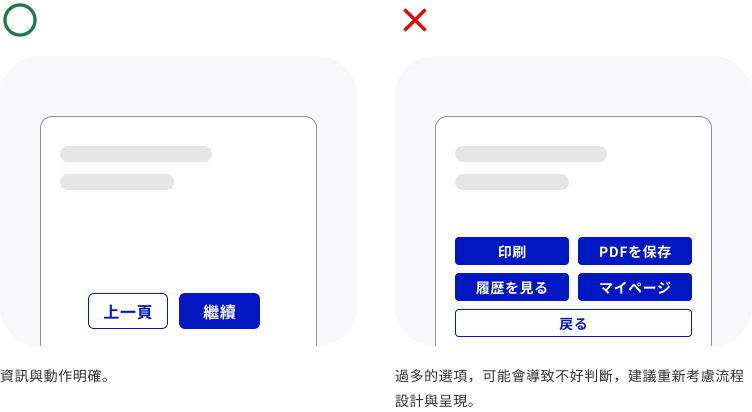 上一頁
繼續
資訊與動作明確。
印刷
PDFを保存
履歴を見る
マイページ
戻る
過多的選項，可能會導致不好判斷，建議重新考慮流程
設計與呈現。